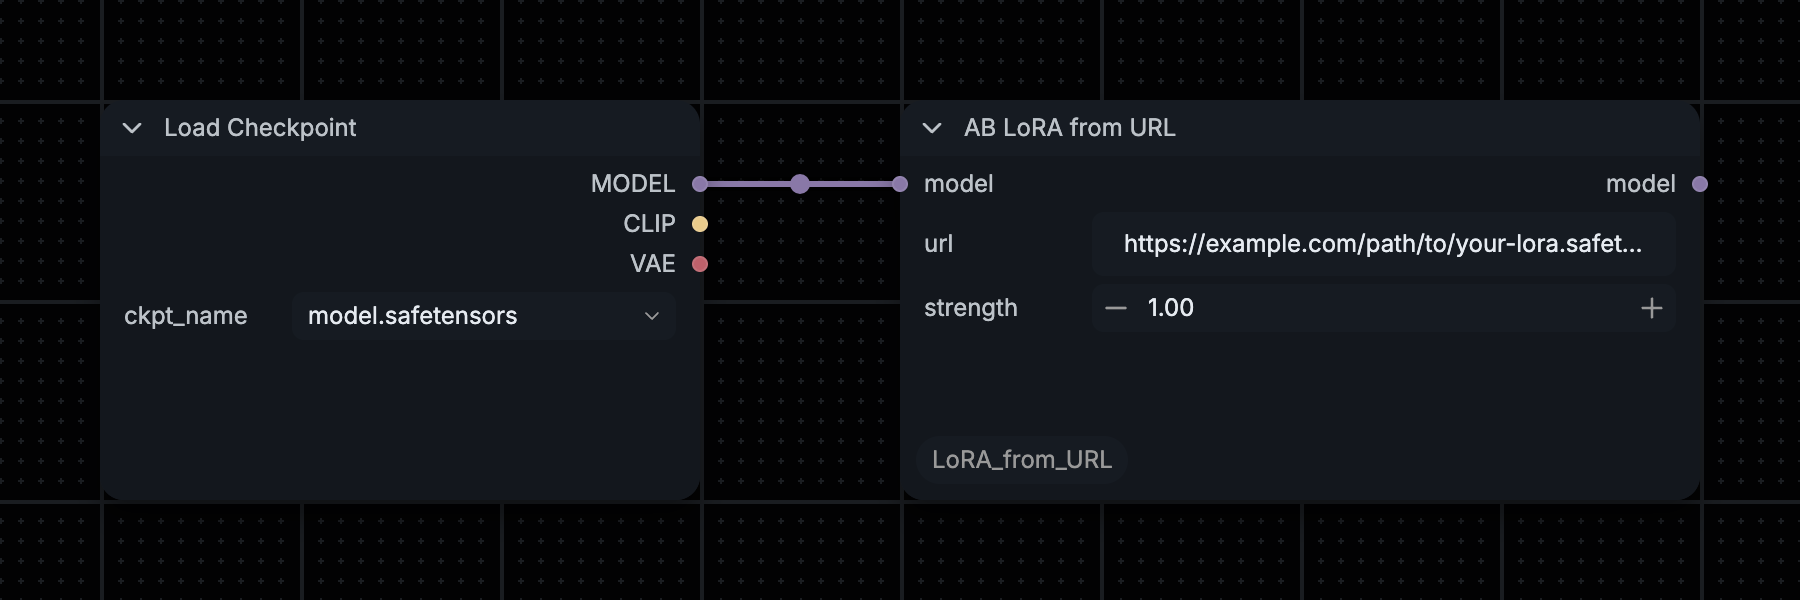 Load Checkpoint
MODEL
CLIP
VAE
ckpt_name
model.safetensors
AB LoRA from URL
model
model
url
https://example.com/path/to/your-lora.safet...
strength
1.00
LoRA_from_URL